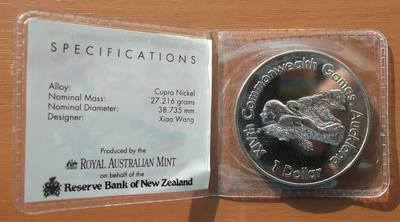 SPECIFICATIONS
Alloy: Cupro Nickel
Nominal Mass: 27.216 grams
Nominal Diameter: 38.735 mm
Designer: Xiao Wang
Produced by the
ROYAL AUSTRALIAN MINT
on behalf of the
Reserve Bank of New Zealand
XIVth Commonwealth Games, Auckland
1 Dollar